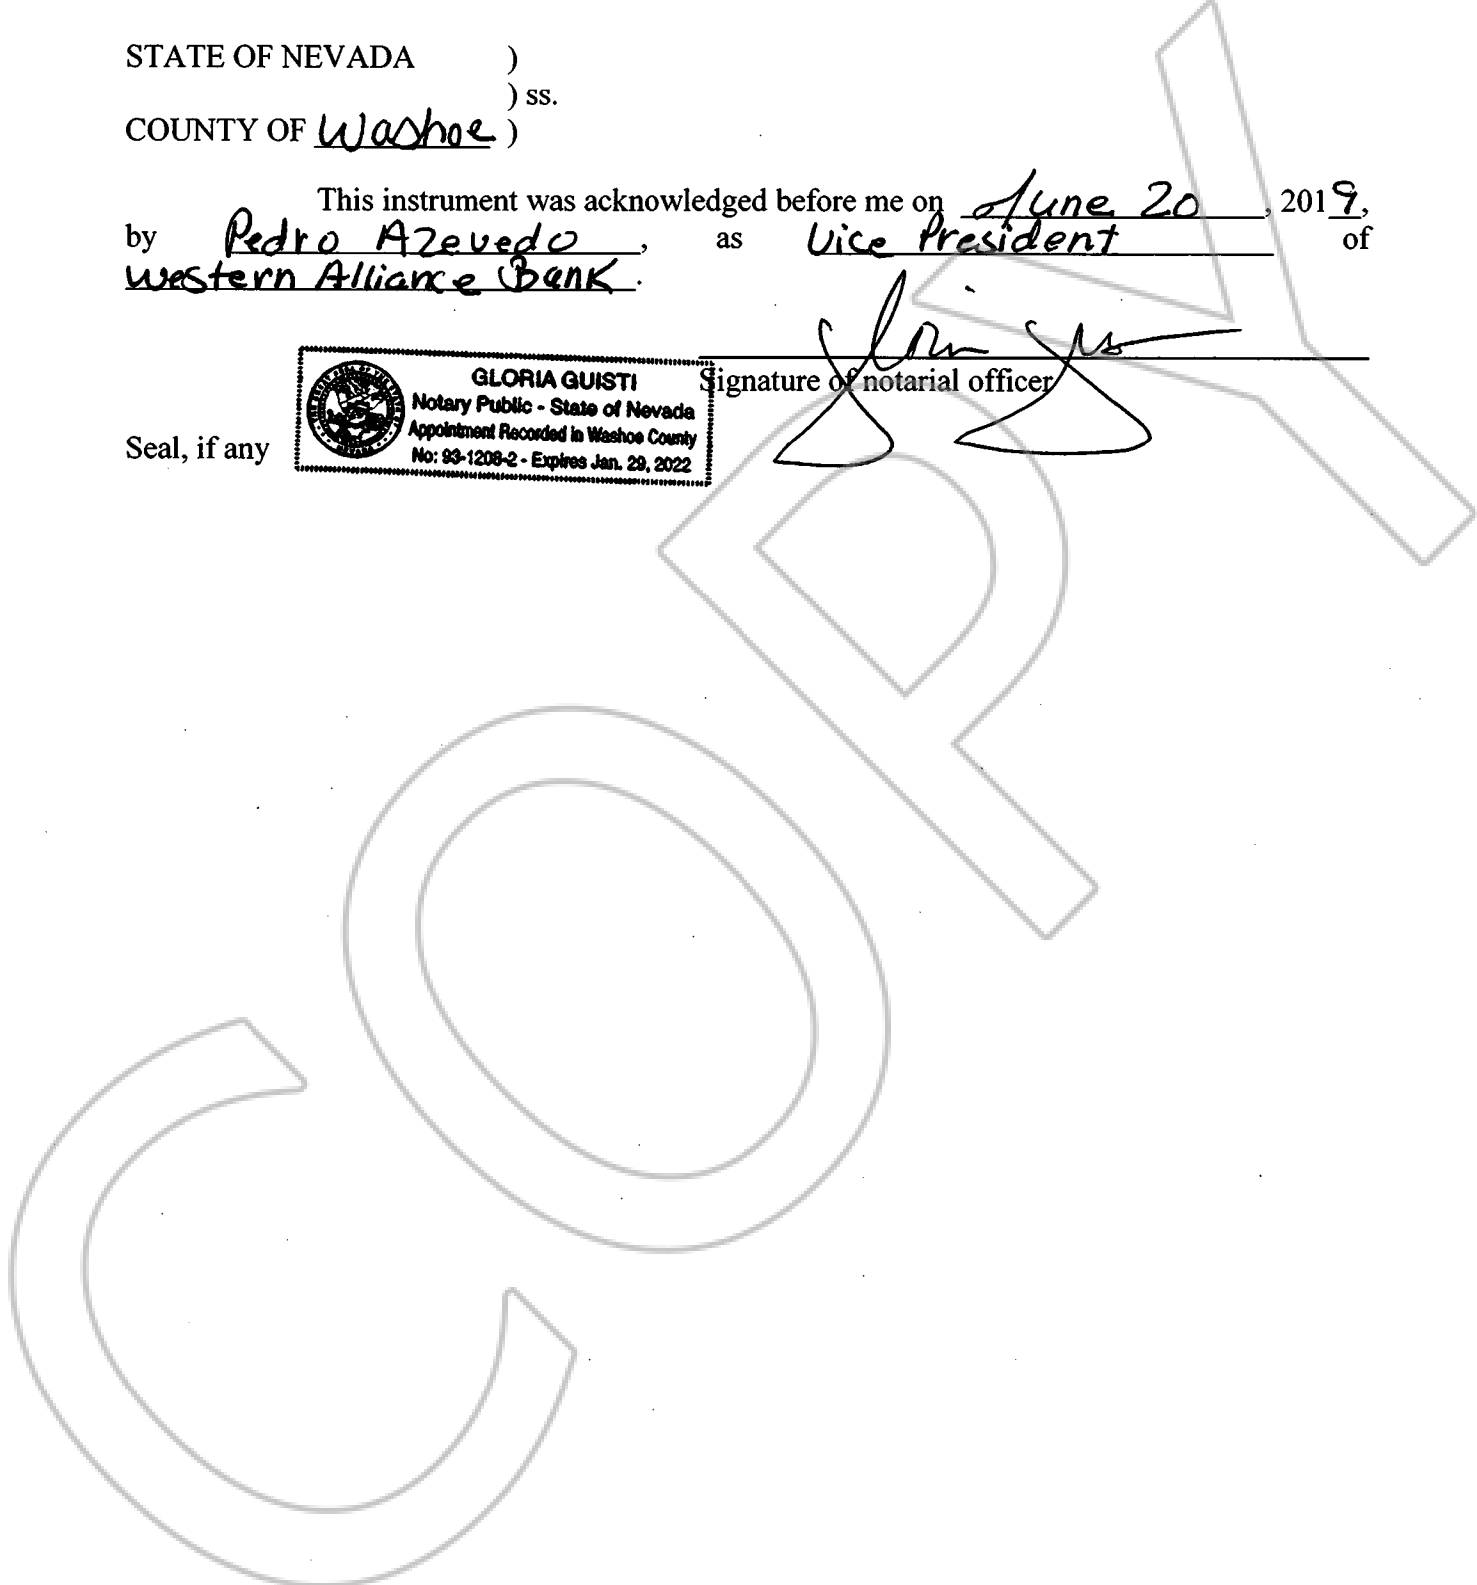 STATE OF NEVADA )
) ss.
COUNTY OF Washoe )
This instrument was acknowledged before me on June 20, 2019,
by Pedro Azevedo, as Vice President of
Western Alliance Bank.
Signature of notarial officer
GLORIA GUISTI
Notary Public - State of Nevada
Appointment Recorded in Washoe County
No: 93-1208-2 - Expires Jan. 29, 2022
Seal, if any
COPY